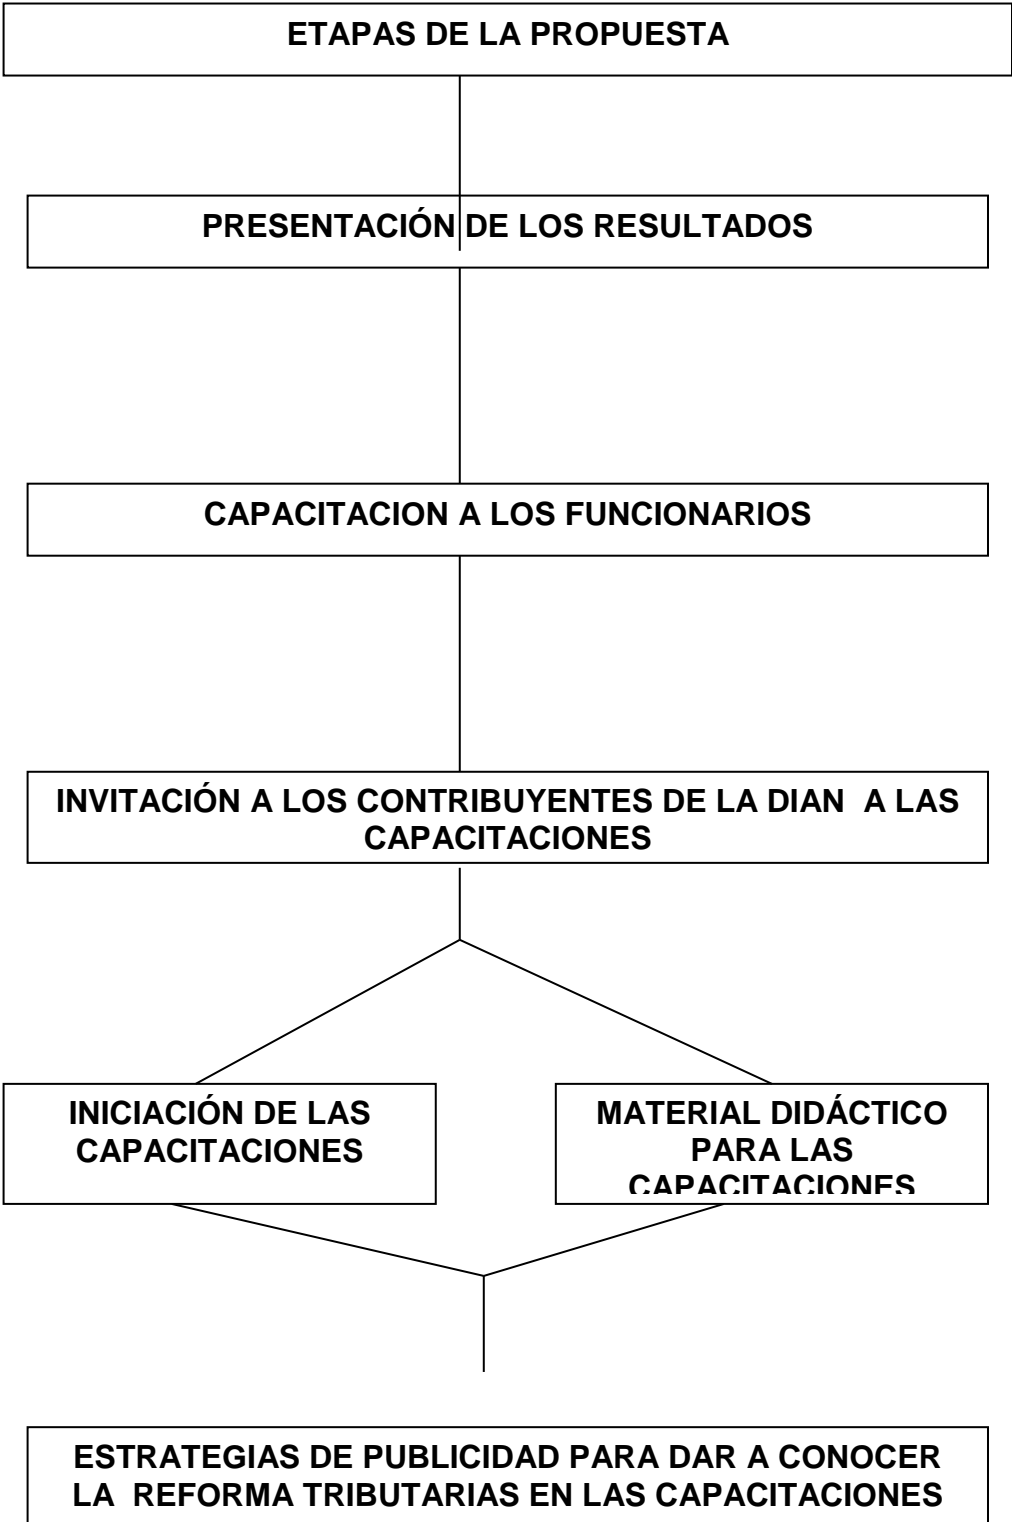 ETAPAS DE LA PROPUESTA
PRESENTACIÓN DE LOS RESULTADOS
CAPACITACION A LOS FUNCIONARIOS
INVITACIÓN A LOS CONTRIBUYENTES DE LA DIAN  A LAS
CAPACITACIONES
INICIACIÓN DE LAS
CAPACITACIONES
MATERIAL DIDÁCTICO
PARA LAS
CAPACITACIONES
ESTRATEGIAS DE PUBLICIDAD PARA DAR A CONOCER
LA  REFORMA TRIBUTARIAS EN LAS CAPACITACIONES